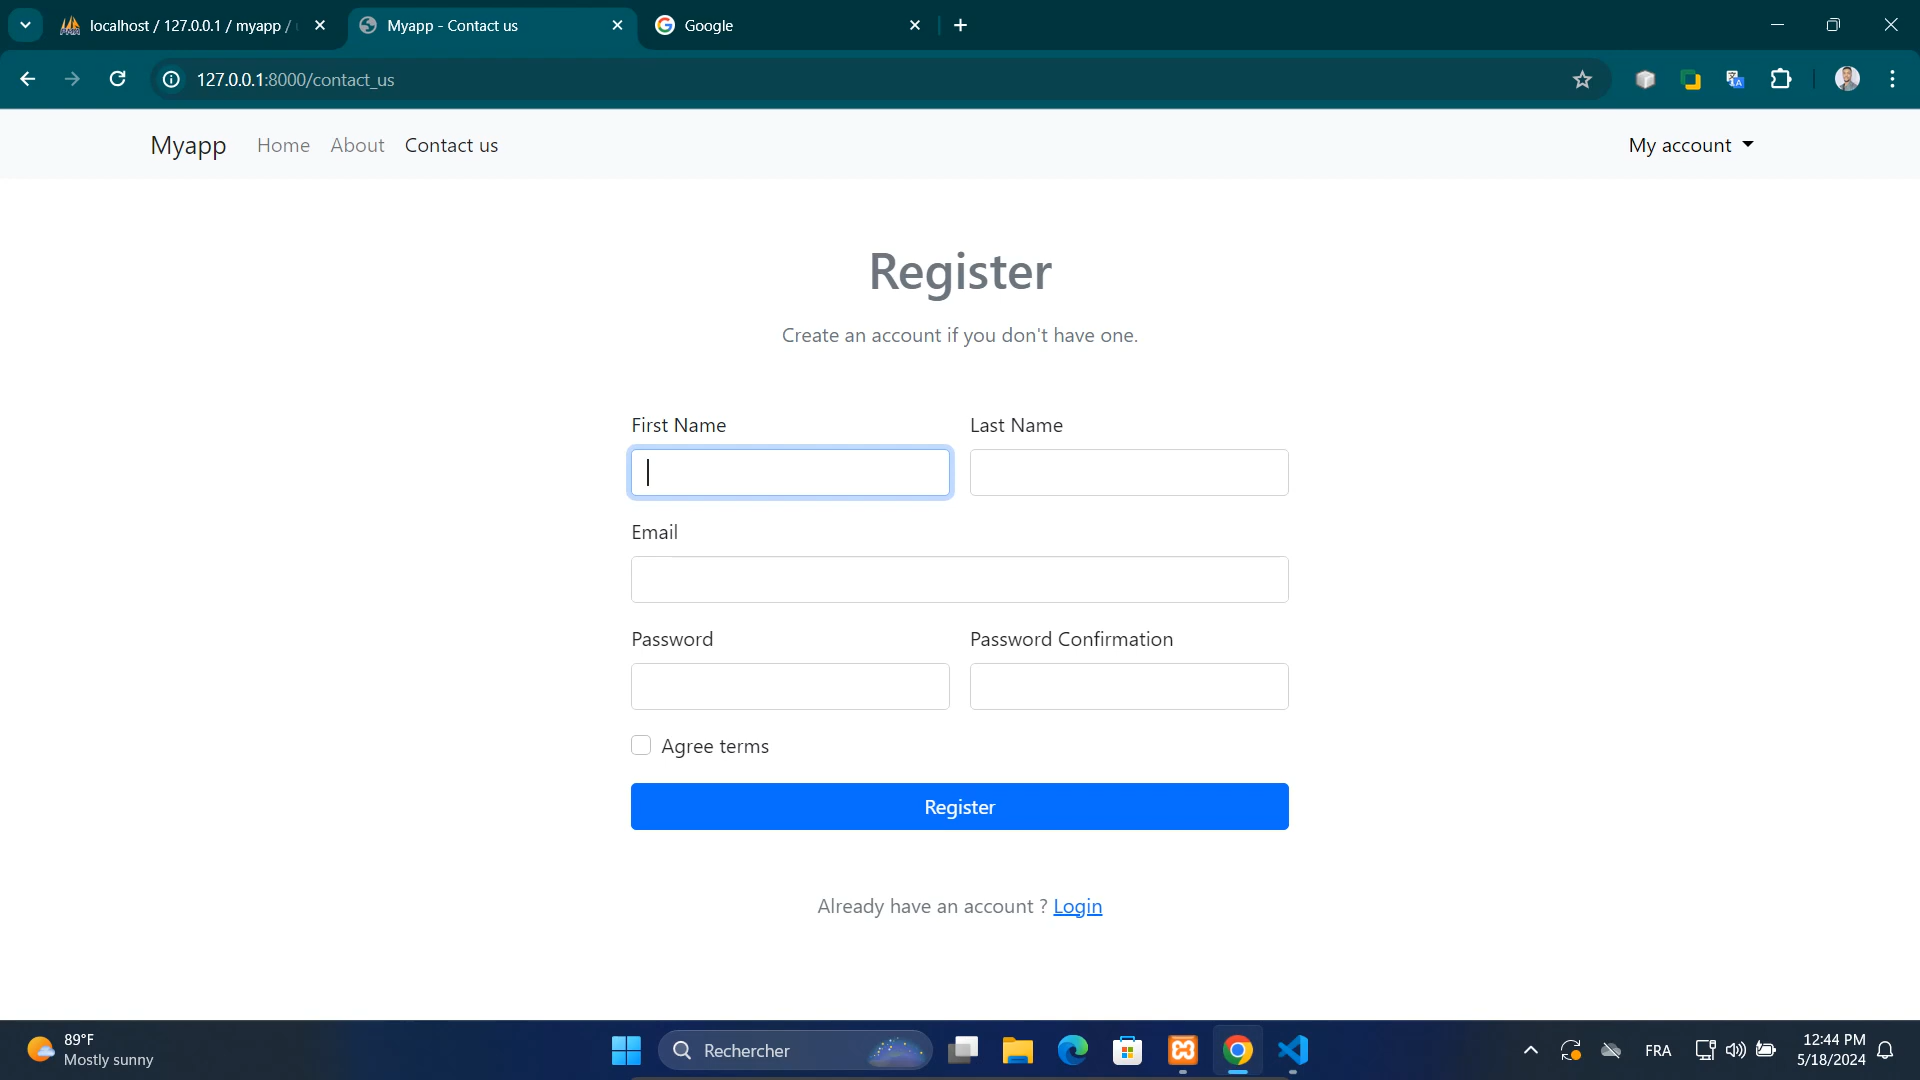 localhost / 127.0.0.1 / myapp /
Myapp - Contact us
Google
127.0.0.1:8000/contact_us
Myapp
Home
About
Contact us
My account
Register
Create an account if you don't have one.
First Name
Last Name
Email
Password
Password Confirmation
Agree terms
Register
Already have an account ? Login
89°F
Mostly sunny
Rechercher
FRA
12:44 PM
5/18/2024